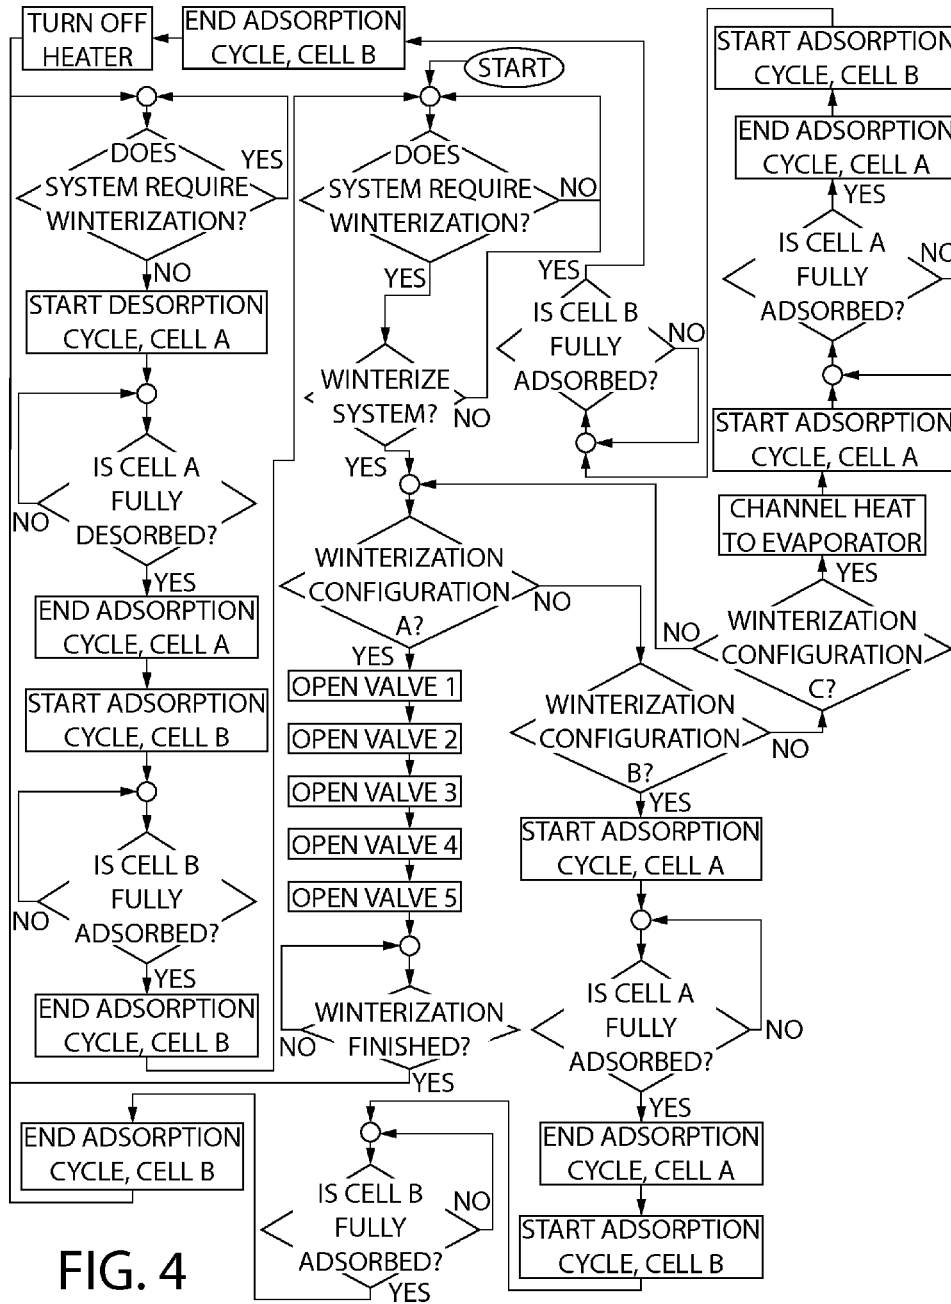 TURN OFF
HEATER
END ADSORPTION
CYCLE, CELL B
START
DOES
SYSTEM REQUIRE
WINTERIZATION?
YES
NO
START DESORPTION
CYCLE, CELL A
IS CELL A
FULLY
DESORBED?
NO
YES
END ADSORPTION
CYCLE, CELL A
START ADSORPTION
CYCLE, CELL B
IS CELL B
FULLY
ADSORBED?
NO
YES
END ADSORPTION
CYCLE, CELL B
DOES
SYSTEM REQUIRE
WINTERIZATION?
NO
YES
WINTERIZE
SYSTEM?
NO
YES
WINTERIZATION
CONFIGURATION
A?
NO
YES
OPEN VALVE 1
OPEN VALVE 2
OPEN VALVE 3
OPEN VALVE 4
OPEN VALVE 5
WINTERIZATION
FINISHED?
NO
YES
YES
IS CELL B
FULLY
ADSORBED?
NO
START ADSORPTION
CYCLE, CELL B
END ADSORPTION
CYCLE, CELL A
YES
IS CELL A
FULLY
ADSORBED?
NO
START ADSORPTION
CYCLE, CELL A
CHANNEL HEAT
TO EVAPORATOR
YES
NO
WINTERIZATION
CONFIGURATION
C?
WINTERIZATION
CONFIGURATION
B?
NO
YES
START ADSORPTION
CYCLE, CELL A
IS CELL A
FULLY
ADSORBED?
NO
YES
END ADSORPTION
CYCLE, CELL A
START ADSORPTION
CYCLE, CELL B
IS CELL B
FULLY
ADSORBED?
NO
YES
END ADSORPTION
CYCLE, CELL B
FIG. 4